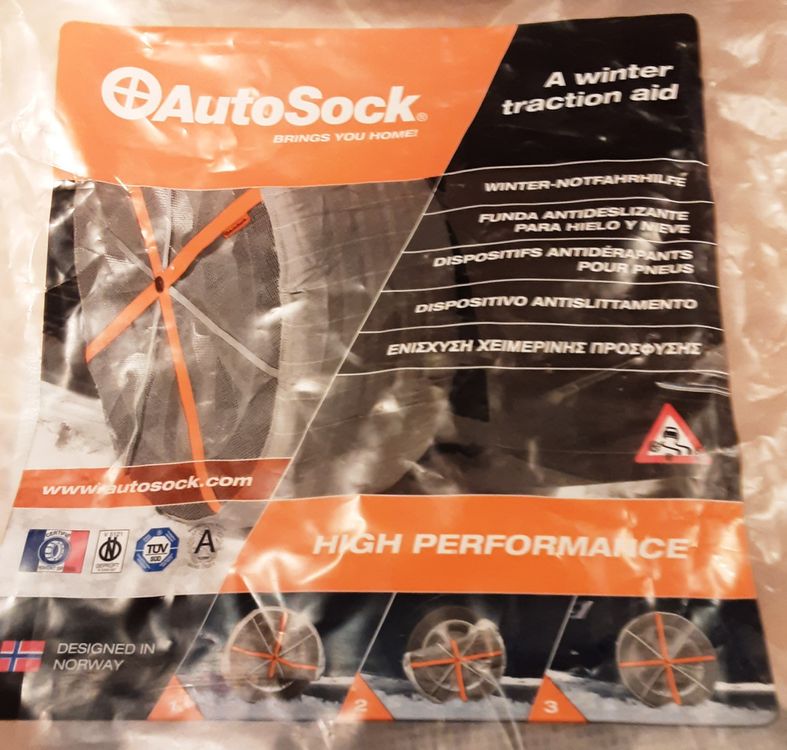 AutoSock®
BRINGS YOU HOME!
A winter
traction aid
WINTER-NOTFAHRHILFE
FUNDA ANTIDESLIZANTE
PARA HIELO Y NIEVE
DISPOSITIFS ANTIDÉRAPANTS
POUR PNEUS
DISPOSITIVO ANTISLITTAMENTO
ΕΝΙΣΧΥΣΗ ΧΕΙΜΕΡΙΝΗΣ ΠΡΟΣΦΥΣΗΣ
www.autosock.com
TÜV
A
HIGH PERFORMANCE
DESIGNED IN
NORWAY
1
2
3